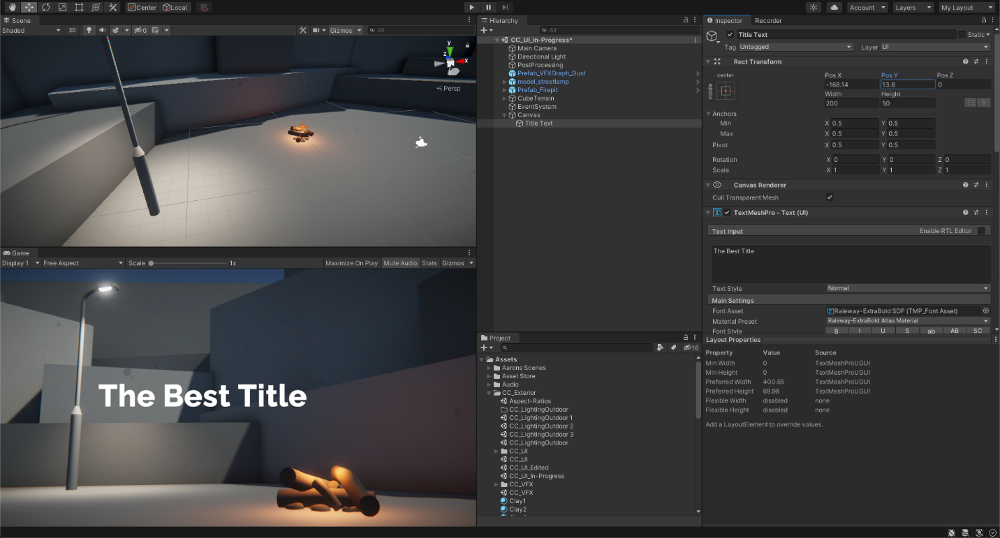 Center Local
Account Layers My Layout
Scene
Shaded 2D 0 Gizmos All
y
z
x
Persp
Game
Display 1 Free Aspect Scale 1x Maximize On Play Mute Audio Stats Gizmos
The Best Title
Hierarchy
All
CC_UI_In-Progress*
Main Camera
Directional Light
PostProcessing
Prefab_VFXGraph_Dust
model_streetlamp
Prefab_Firepit
CubeTerrain
EventSystem
Canvas
Title Text
Project
16
Assets
Aarons Scenes
Asset Store
Audio
CC_Exterior
Aspect-Ratios
CC_LightingOutdoor
CC_LightingOutdoor 1
CC_LightingOutdoor 2
CC_LightingOutdoor 3
CC_LightingOutdoor
CC_UI
CC_UI
CC_UI_Edited
CC_UI_In-Progress
CC_VFX
CC_VFX
Clay1
Clay2
Inspector Recorder
Title Text Static
Tag Untagged Layer UI
Rect Transform
center
middle
Pos X Pos Y Pos Z
-168.14 13.8 0
Width Height
200 50 R
Anchors
Min X 0.5 Y 0.5
Max X 0.5 Y 0.5
Pivot X 0.5 Y 0.5
Rotation X 0 Y 0 Z 0
Scale X 1 Y 1 Z 1
Canvas Renderer
Cull Transparent Mesh
T TextMeshPro - Text (UI)
Text Input Enable RTL Editor
The Best Title
Text Style Normal
Main Settings
Font Asset F Raleway-ExtraBold SDF (TMP_Font Asset)
Material Preset Raleway-ExtraBold Atlas Material
Font Style B I U S ab AB SC
Layout Properties
Property Value Source
Min Width 0 TextMeshProUGUI
Min Height 0 TextMeshProUGUI
Preferred Width 400.65 TextMeshProUGUI
Preferred Height 69.98 TextMeshProUGUI
Flexible Width disabled none
Flexible Height disabled none
Add a LayoutElement to override values.